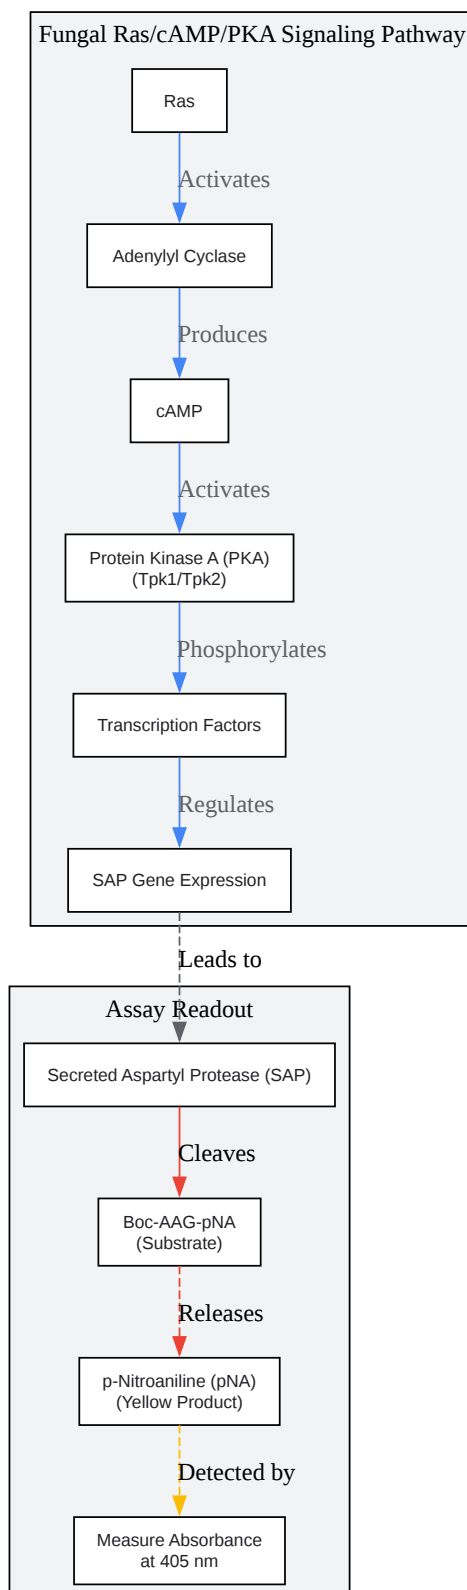 Fungal Ras/cAMP/PKA Signaling Pathway
Ras
Activates
Adenylyl Cyclase
Produces
cAMP
Activates
Protein Kinase A (PKA)
(Tpk1/Tpk2)
Phosphorylates
Transcription Factors
Regulates
SAP Gene Expression
Leads to
Assay Readout
Secreted Aspartyl Protease (SAP)
Cleaves
Boc-AAG-pNA
(Substrate)
Releases
p-Nitroaniline (pNA)
(Yellow Product)
Detected by
Measure Absorbance
at 405 nm